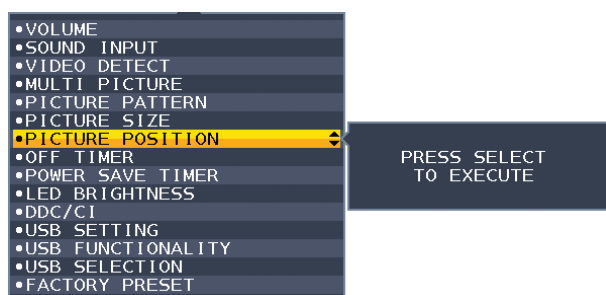 •VOLUME
•SOUND INPUT
•VIDEO DETECT
•MULTI PICTURE
•PICTURE PATTERN
•PICTURE SIZE
•PICTURE POSITION
•OFF TIMER
•POWER SAVE TIMER
•LED BRIGHTNESS
•DDC/CI
•USB SETTING
•USB FUNCTIONALITY
•USB SELECTION
•FACTORY PRESET
PRESS SELECT
TO EXECUTE